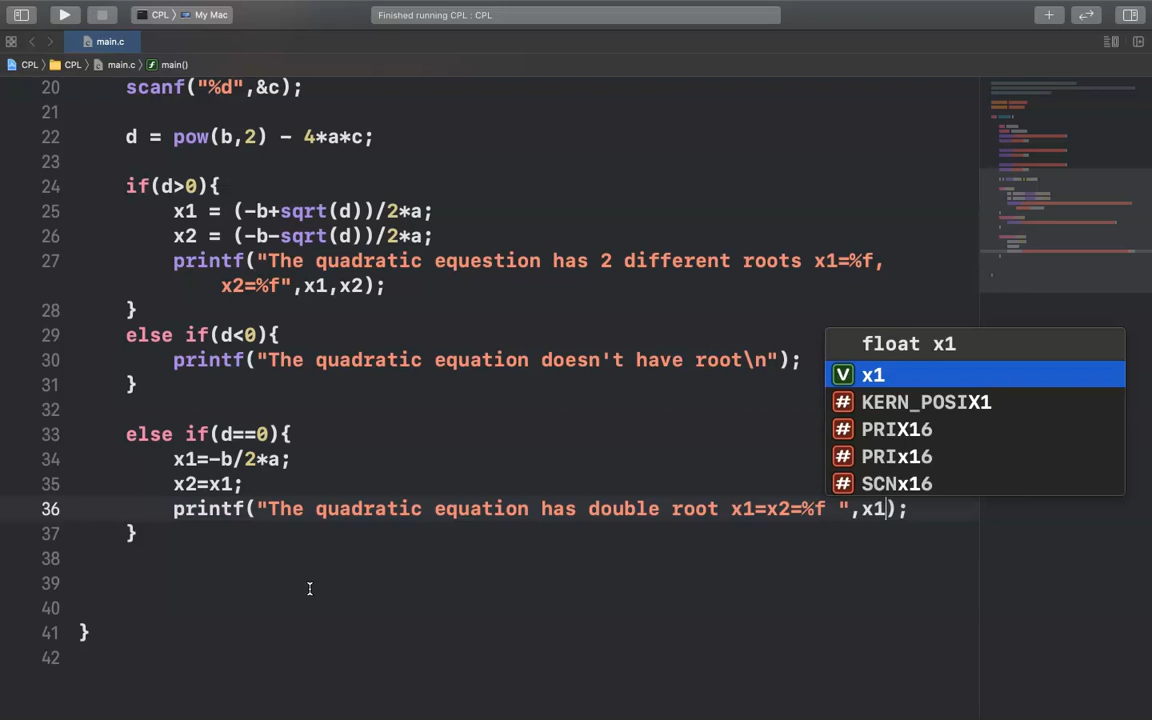 CPL 〉 My Mac
Finished running CPL : CPL
main.c
CPL 〉 CPL 〉 main.c 〉 main()
20 scanf("%d",&c);
21
22 d = pow(b,2) - 4*a*c;
23
24 if(d>0){
25 x1 = (-b+sqrt(d))/2*a;
26 x2 = (-b-sqrt(d))/2*a;
27 printf("The quadratic equestion has 2 different roots x1=%f,
x2=%f",x1,x2);
28 }
29 else if(d<0){
30 printf("The quadratic equation doesn't have root\n");
31 }
32
33 else if(d==0){
34 x1=-b/2*a;
35 x2=x1;
36 printf("The quadratic equation has double root x1=x2=%f ",x1);
37 }
38
39
40
41 }
42
float x1
V x1
# KERN_POSIX1
# PRIX16
# PRIx16
# SCNx16